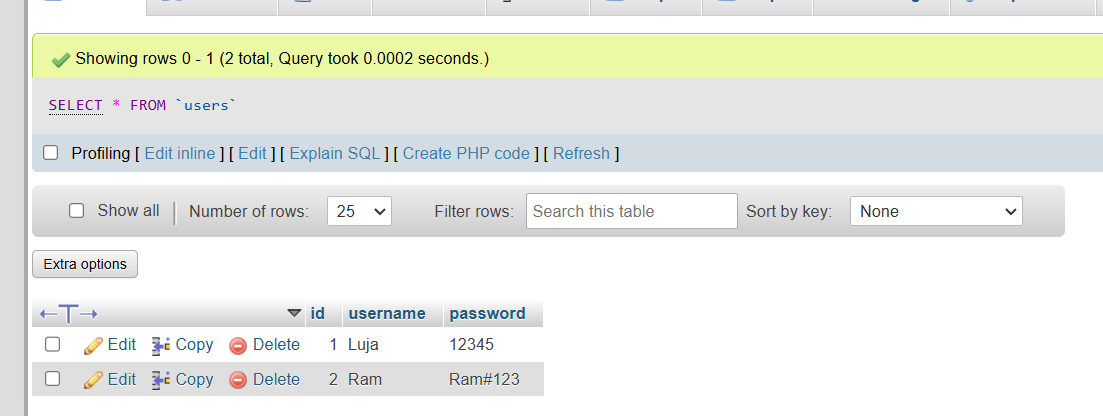 Showing rows 0 - 1 (2 total, Query took 0.0002 seconds.)
SELECT * FROM `users`
Profiling [ Edit inline ] [ Edit ] [ Explain SQL ] [ Create PHP code ] [ Refresh ]
Show all | Number of rows: 25 Filter rows: Search this table Sort by key: None
Extra options
id username password
Edit Copy Delete 1 Luja 12345
Edit Copy Delete 2 Ram Ram#123